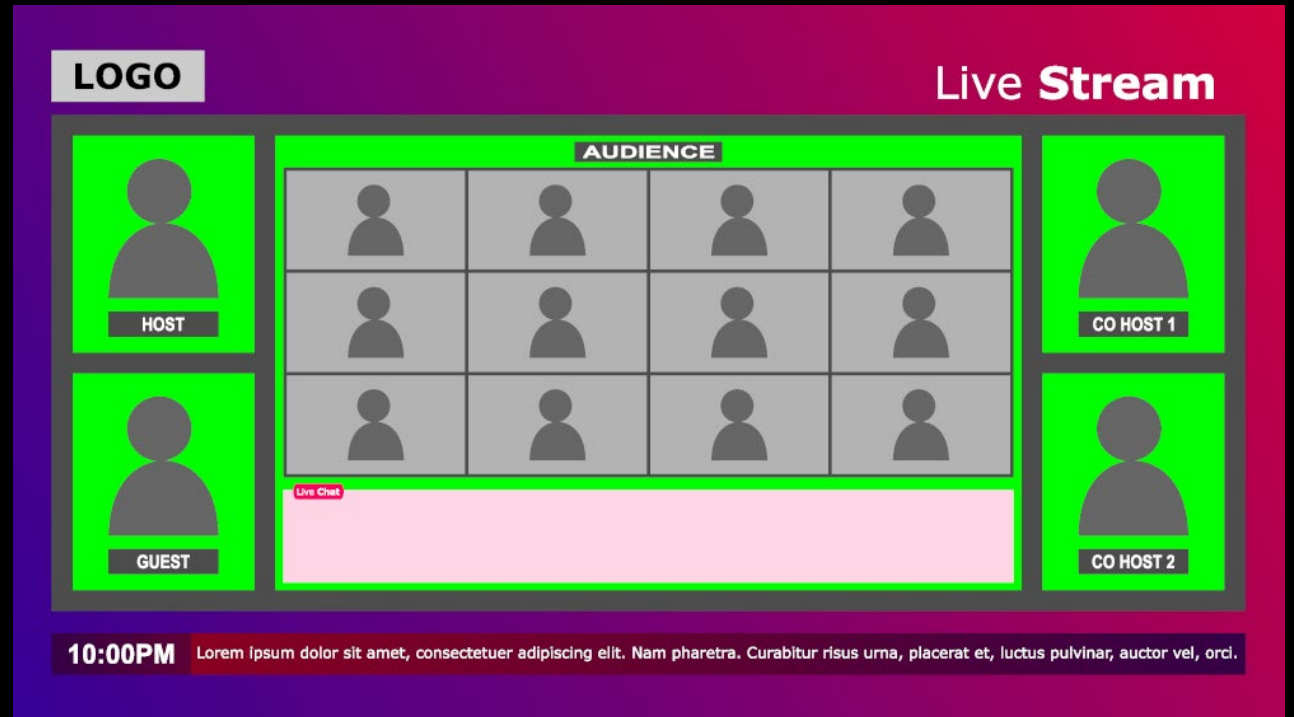 LOGO
Live Stream
AUDIENCE
HOST
CO HOST 1
Live Chat
GUEST
CO HOST 2
10:00PM
Lorem ipsum dolor sit amet, consectetuer adipiscing elit. Nam pharetra. Curabitur risus urna, placerat et, luctus pulvinar, auctor vel, orci.